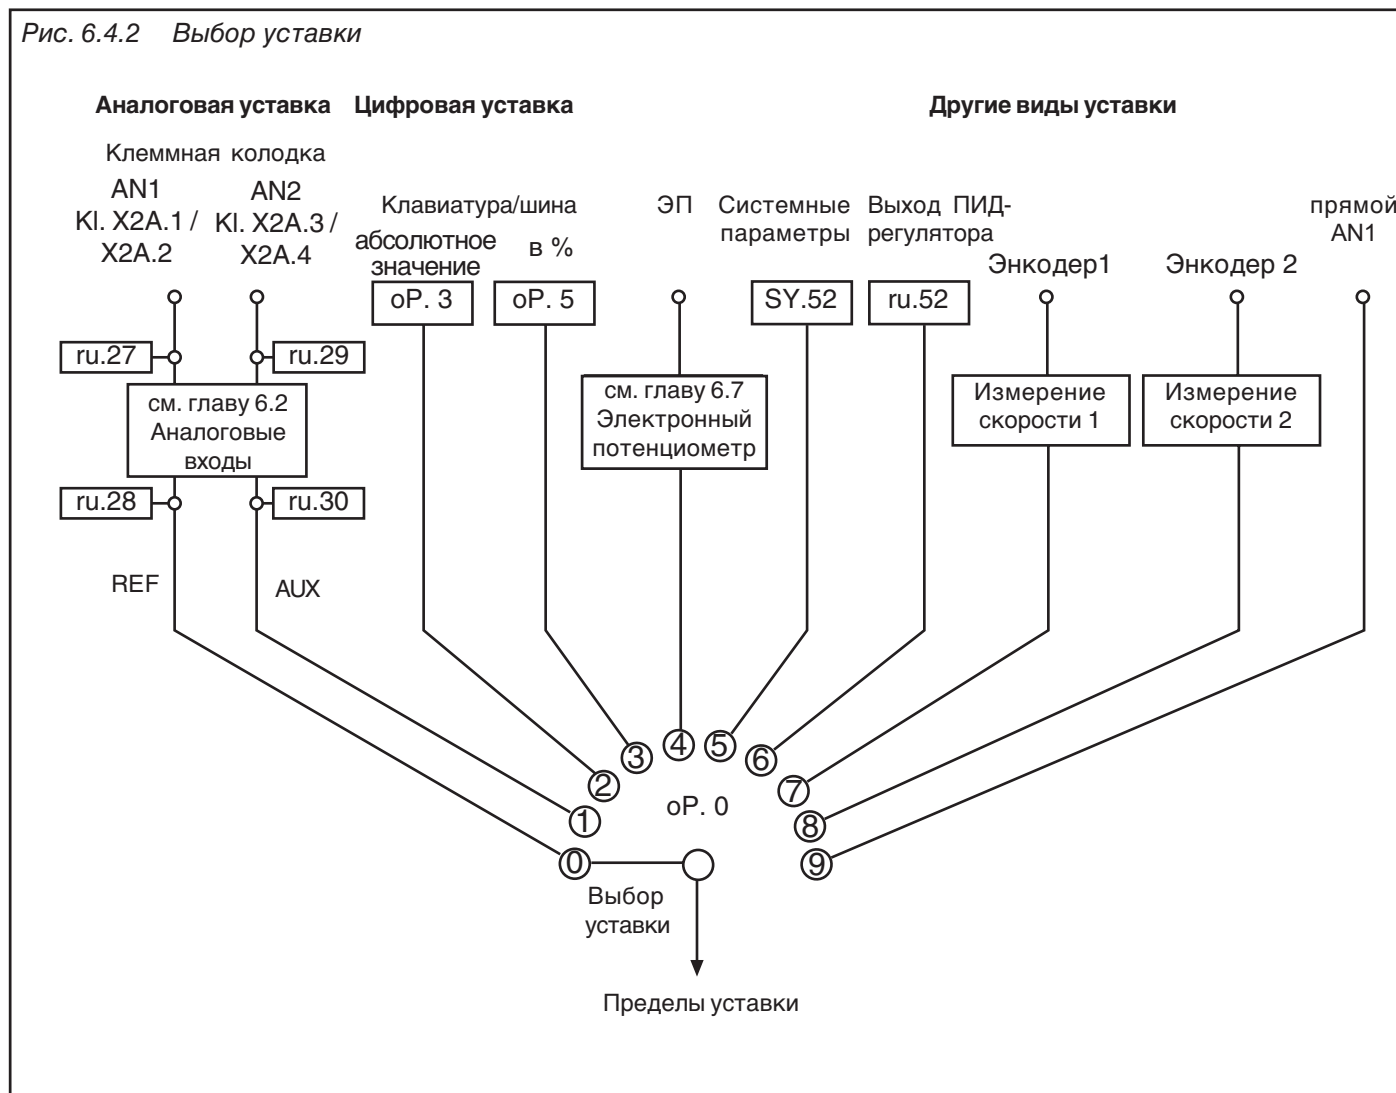 Рис. 6.4.2 Выбор уставки
Аналоговая уставка
Цифровая уставка
Другие виды уставки
Клеммная колодка
AN1
Kl. X2A.1 /
X2A.2
AN2
Kl. X2A.3 /
X2A.4
Клавиатура/шина
абсолютное
значение
в %
ЭП
Системные
параметры
Выход ПИД-
регулятора
Энкодер1
Энкодер 2
прямой
AN1
oP. 3
oP. 5
SY.52
ru.52
ru.27
ru.29
см. главу 6.2
Аналоговые
входы
см. главу 6.7
Электронный
потенциометр
Измерение
скорости 1
Измерение
скорости 2
ru.28
ru.30
REF
AUX
4
5
3
6
2
7
oP. 0
1
8
0
9
Выбор
уставки
Пределы уставки